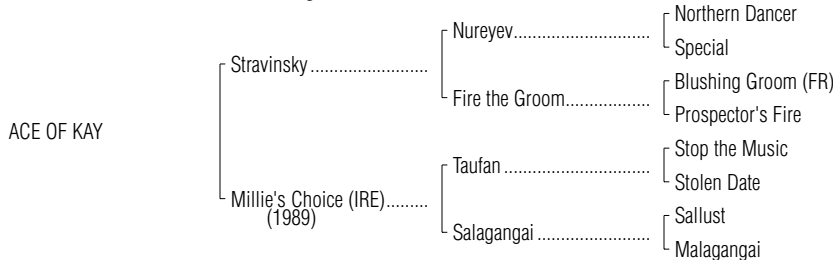 Northern Dancer
Nureyev..............................
Special
Stravinsky ..........................
Blushing Groom (FR)
Fire the Groom....................
Prospector's Fire
ACE OF KAY
Stop the Music
Taufan ................................
Stolen Date
Millie's Choice (IRE).........
(1989)
Sallust
Salagangai .........................
Malagangai